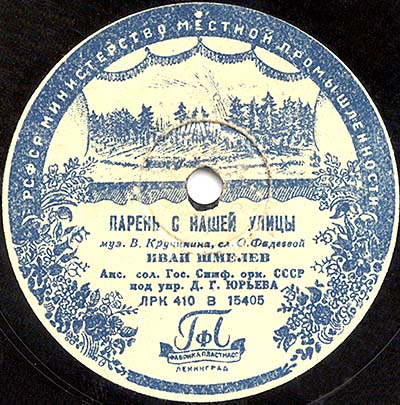 РСФСР МИНИСТЕРСТВО МЕСТНОЙ ПРОМЫШЛЕННОСТИ
ПАРЕНЬ С НАШЕЙ УЛИЦЫ
муз. В. Кручинина, сл. О. Фадеевой
ИВАН ШМЕЛЕВ
Анс. сол. Гос. Симф. орк. СССР
под упр. Д. Г. ЮРЬЕВА
ЛРК 410 В 15405
ГфП
ФАБРИКА ПЛАСТМАСС
ЛЕНИНГРАД